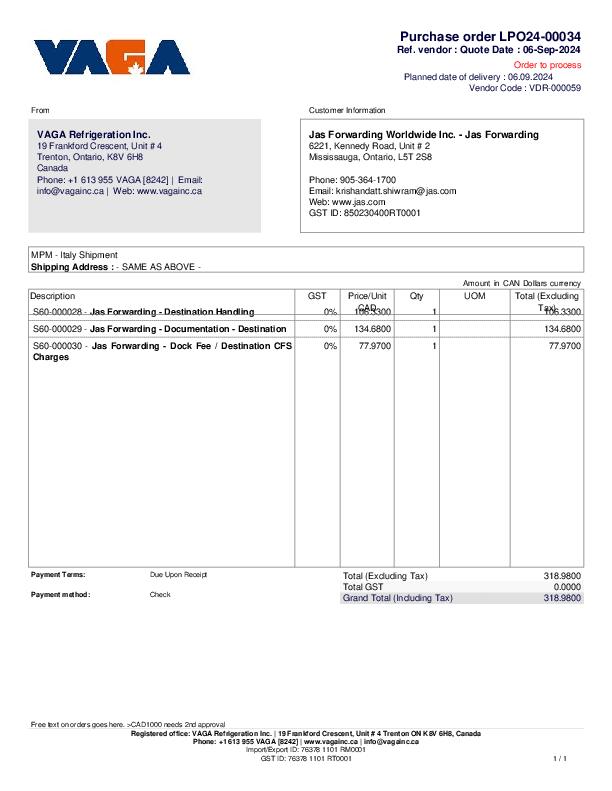 VAGA
Purchase order LPO24-00034
Ref. vendor : Quote Date : 06-Sep-2024
Order to process
Planned date of delivery : 06.09.2024
Vendor Code : VDR-000059
From
Customer Information
VAGA Refrigeration Inc.
19 Frankford Crescent, Unit # 4
Trenton, Ontario, K8V 6H8
Canada
Phone: +1 613 955 VAGA [8242] | Email:
info@vagainc.ca | Web: www.vagainc.ca
Jas Forwarding Worldwide Inc. - Jas Forwarding
6221, Kennedy Road, Unit # 2
Mississauga, Ontario, L5T 2S8
Phone: 905-364-1700
Email: krishandatt.shiwram@jas.com
Web: www.jas.com
GST ID: 850230400RT0001
MPM - Italy Shipment
Shipping Address : - SAME AS ABOVE -
Amount in CAN Dollars currency
Description GST Price/Unit CAD Qty UOM Total (Excluding Tax)
S60-000028 - Jas Forwarding - Destination Handling 0% 106.3300 1 106.3300
S60-000029 - Jas Forwarding - Documentation - Destination 0% 134.6800 1 134.6800
S60-000030 - Jas Forwarding - Dock Fee / Destination CFS 0% 77.9700 1 77.9700
Charges
Payment Terms: Due Upon Receipt
Payment method: Check
Total (Excluding Tax) 318.9800
Total GST 0.0000
Grand Total (Including Tax) 318.9800
Free text on orders goes here. >CAD1000 needs 2nd approval
Registered office: VAGA Refrigeration Inc. | 19 Frankford Crescent, Unit # 4 Trenton ON K8V 6H8, Canada
Phone: +1 613 955 VAGA [8242] | www.vagainc.ca | info@vagainc.ca
Import/Export ID: 76378 1101 RM0001
GST ID: 76378 1101 RT0001
1 / 1